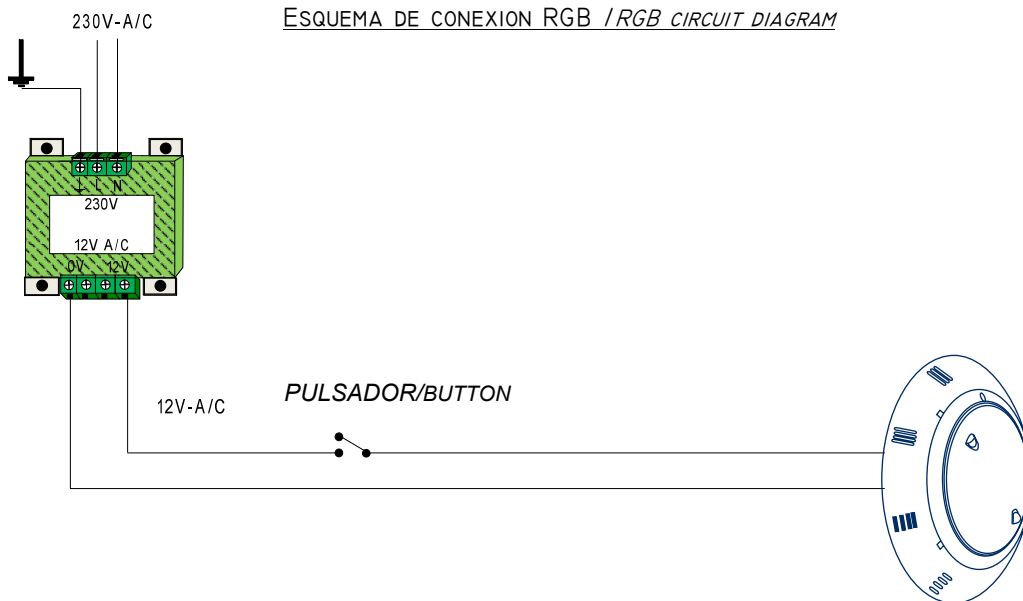 ESQUEMA DE CONEXION RGB / RGB CIRCUIT DIAGRAM
230V-A/C
L N
230V
12V A/C
0V 12V
12V-A/C
PULSADOR/BUTTON